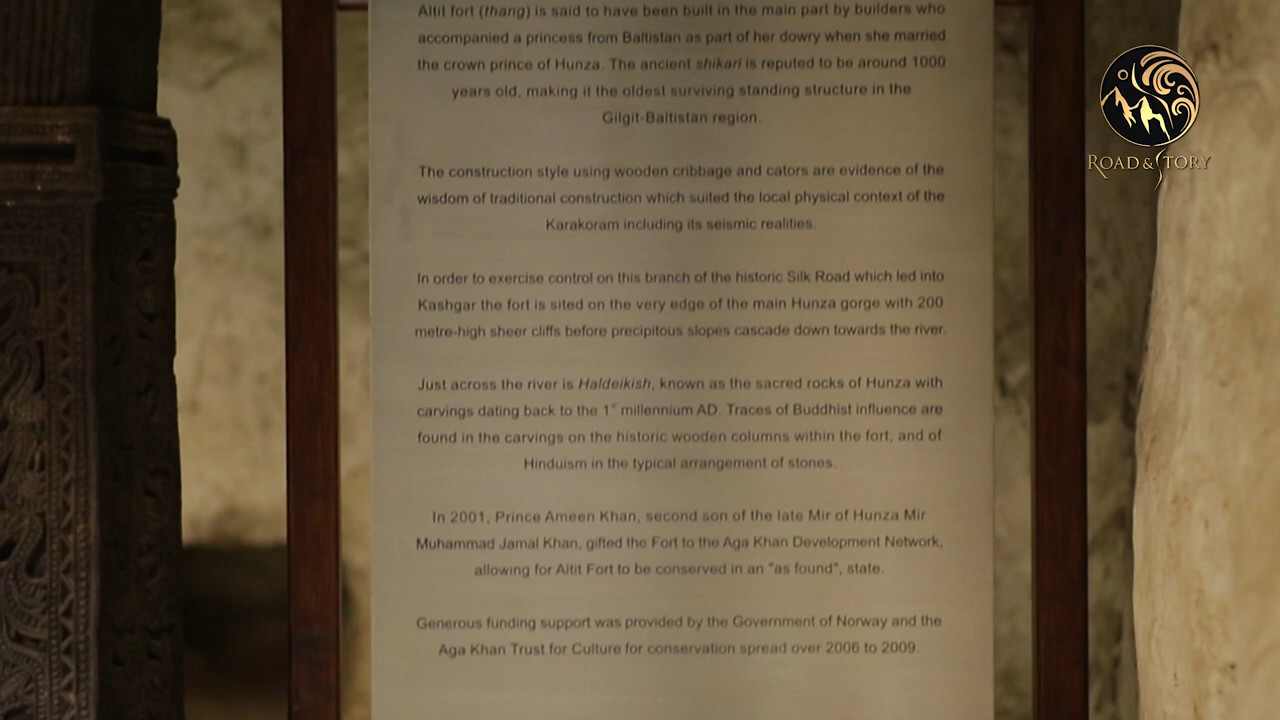 Altit fort (thang) is said to have been built in the main part by builders who
accompanied a princess from Baltistan as part of her dowry when she married
the crown prince of Hunza. The ancient shikari is reputed to be around 1000
years old, making it the oldest surviving standing structure in the
Gilgit-Baltistan region.
The construction style using wooden cribbage and cators are evidence of the
wisdom of traditional construction which suited the local physical context of the
Karakoram including its seismic realities.
In order to exercise control on this branch of the historic Silk Road which led into
Kashgar the fort is sited on the very edge of the main Hunza gorge with 200
metre-high sheer cliffs before precipitous slopes cascade down towards the river.
Just across the river is Haldeikish, known as the sacred rocks of Hunza with
carvings dating back to the 1st millennium AD. Traces of Buddhist influence are
found in the carvings on the historic wooden columns within the fort, and of
Hinduism in the typical arrangement of stones.
In 2001, Prince Ameen Khan, second son of the late Mir of Hunza Mir
Muhammad Jamal Khan, gifted the Fort to the Aga Khan Development Network,
allowing for Altit Fort to be conserved in an "as found", state.
Generous funding support was provided by the Government of Norway and the
Aga Khan Trust for Culture for conservation spread over 2006 to 2009.
ROAD & STORY